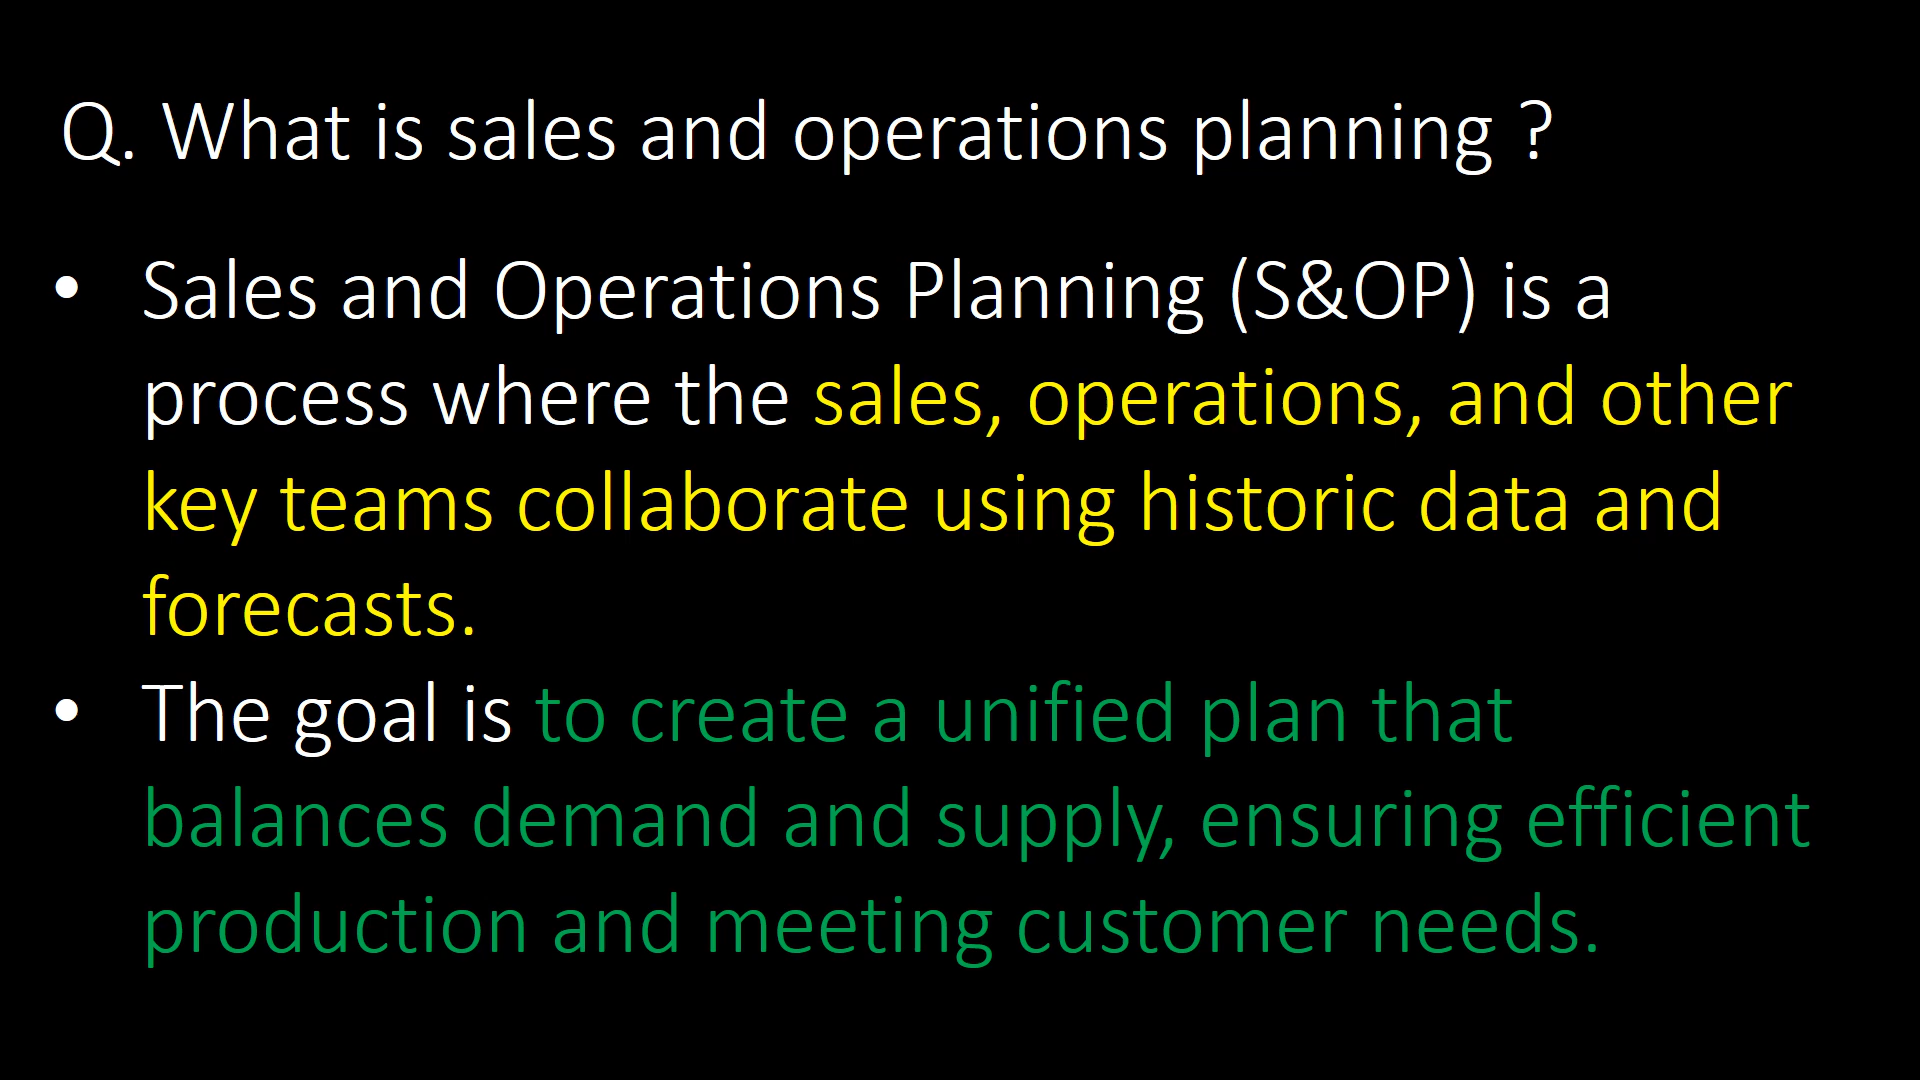 Q. What is sales and operations planning ?
• Sales and Operations Planning (S&OP) is a
process where the sales, operations, and other
key teams collaborate using historic data and
forecasts.
• The goal is to create a unified plan that
balances demand and supply, ensuring efficient
production and meeting customer needs.